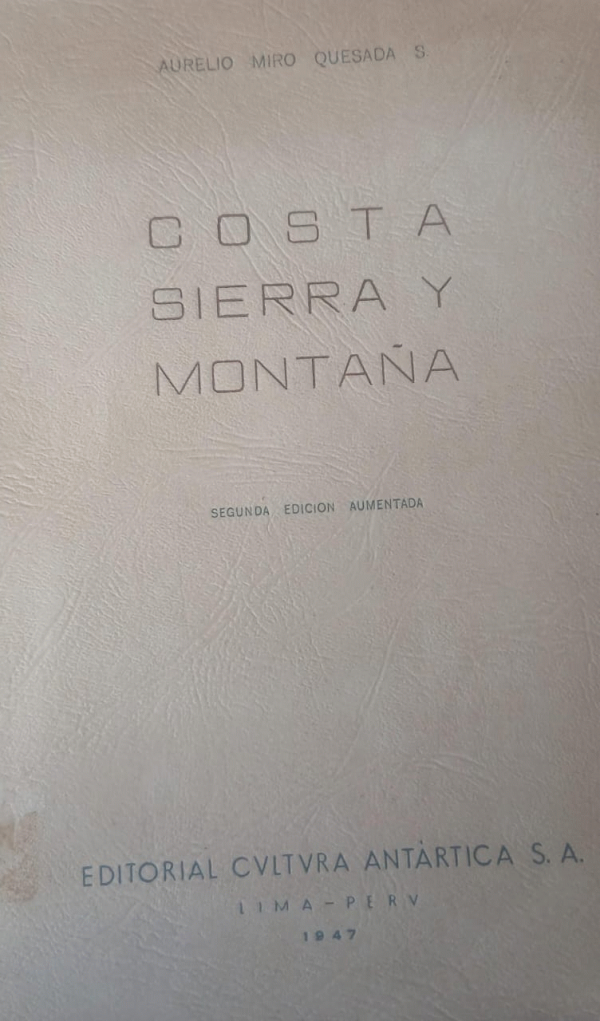 AURELIO MIRO QUESADA S.
COSTA
SIERRA Y
MONTAÑA
SEGUNDA EDICION AUMENTADA
EDITORIAL CVLTVRA ANTÁRTICA S. A.
LIMA-PERV
1947